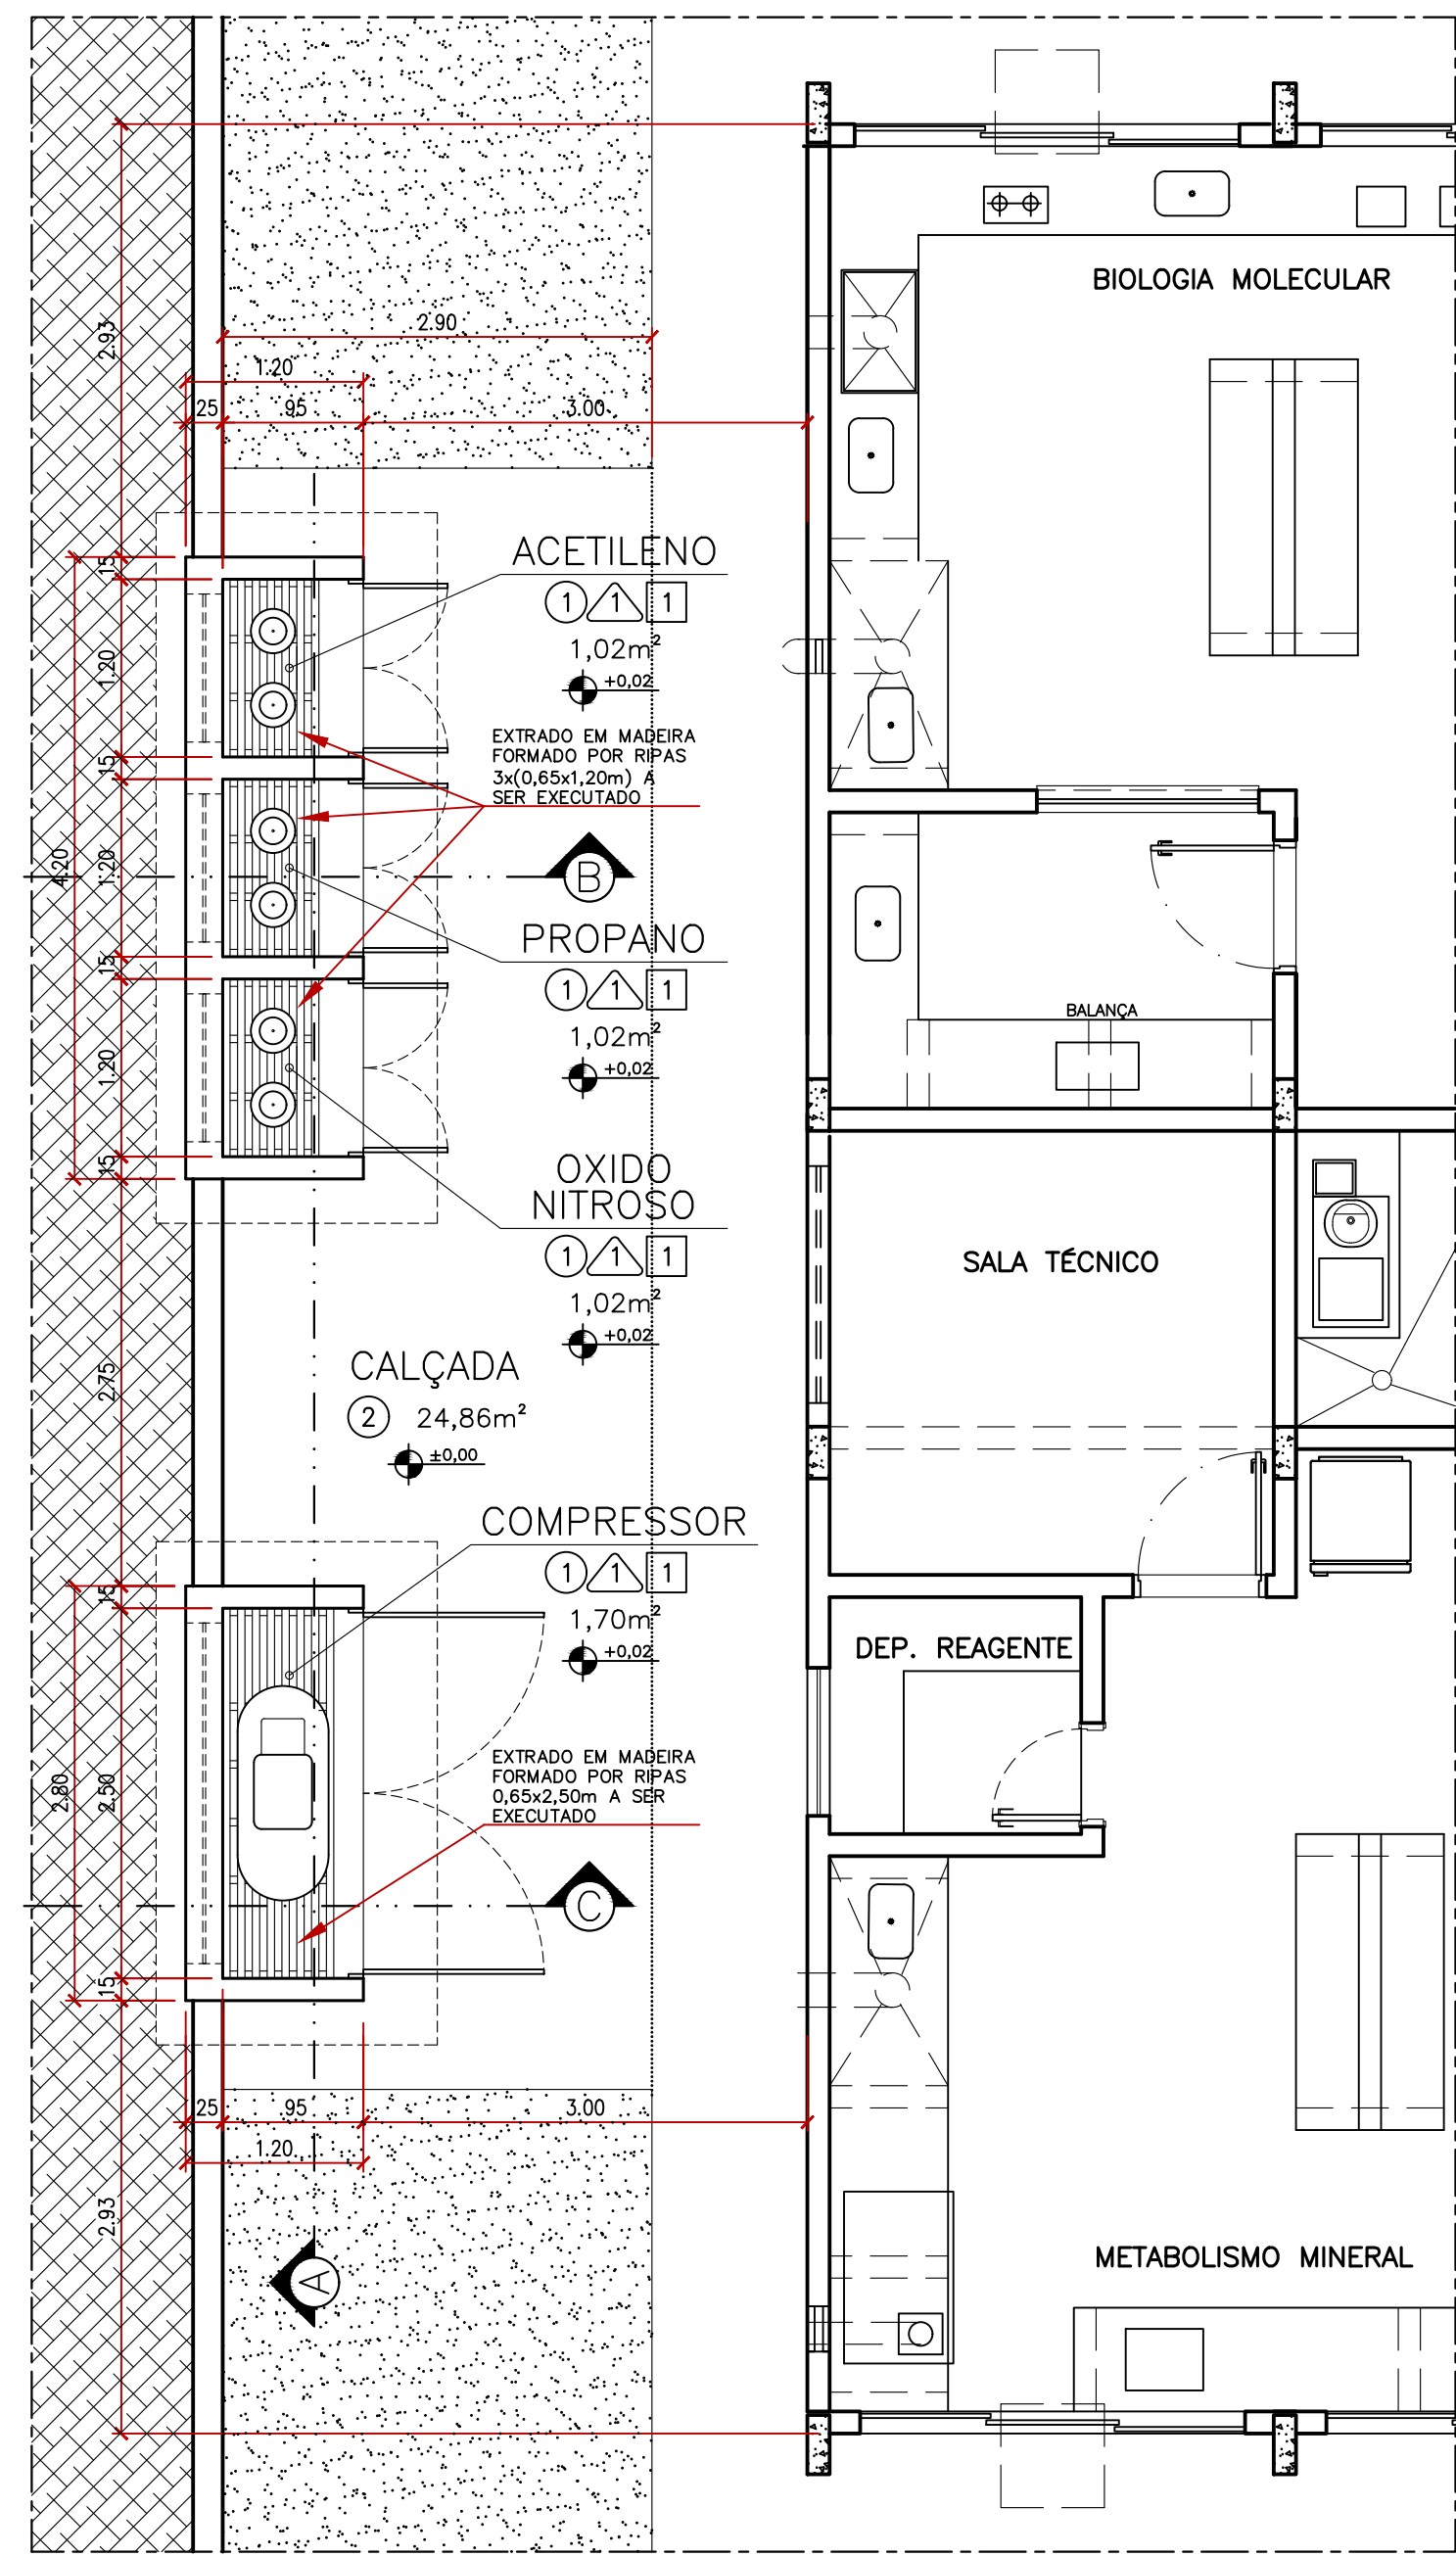 BIOLOGIA MOLECULAR
2.93
2.90
1.20
25
95
3.00
ACETILENO
1 1 1
1,02m²
+0,02
15
1.20
15
EXTRADO EM MADEIRA
FORMADO POR RIPAS
3x(0,65x1,20m) A
SER EXECUTADO
4.20
1.20
B
PROPANO
1 1 1
1,02m²
+0,02
15
BALANÇA
1.20
15
OXIDO
NITROSO
1 1 1
1,02m²
+0,02
SALA TÉCNICO
2.75
CALÇADA
2 24,86m²
±0,00
COMPRESSOR
1 1 1
1,70m²
+0,02
15
DEP. REAGENTE
2.80
2.50
EXTRADO EM MADEIRA
FORMADO POR RIPAS
0,65x2,50m A SER
EXECUTADO
C
15
25
95
3.00
1.20
2.93
A
METABOLISMO MINERAL